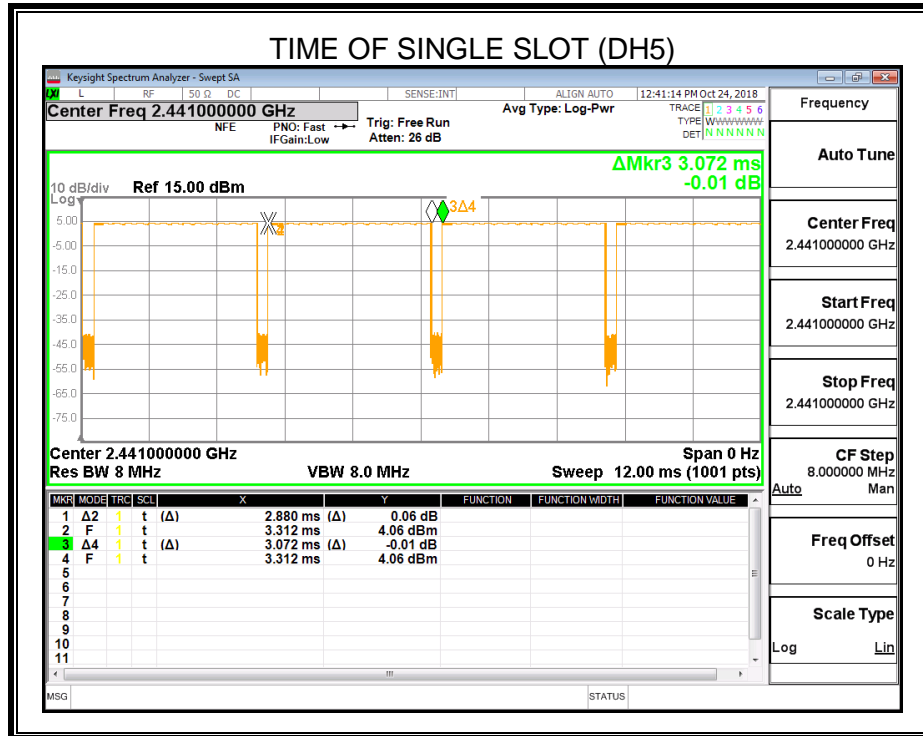 TIME OF SINGLE SLOT (DH5)
Keysight Spectrum Analyzer - Swept SA
LXI L RF 50 Ω DC SENSE:INT ALIGN AUTO 12:41:14 PM Oct 24, 2018
Center Freq 2.441000000 GHz
NFE
PNO: Fast
IFGain:Low
Trig: Free Run
Atten: 26 dB
Avg Type: Log-Pwr
TRACE 1 2 3 4 5 6
TYPE WWWWWW
DET N N N N N N
ΔMkr3 3.072 ms
-0.01 dB
10 dB/div Ref 15.00 dBm
Log
5.00
-5.00
-15.0
-25.0
-35.0
-45.0
-55.0
-65.0
-75.0
3Δ4
Center 2.441000000 GHz Span 0 Hz
Res BW 8 MHz VBW 8.0 MHz Sweep 12.00 ms (1001 pts)
MKR MODE TRC SCL X Y FUNCTION FUNCTION WIDTH FUNCTION VALUE
1 Δ2 1 t (Δ) 2.880 ms (Δ) 0.06 dB
2 F 1 t 3.312 ms 4.06 dBm
3 Δ4 1 t (Δ) 3.072 ms (Δ) -0.01 dB
4 F 1 t 3.312 ms 4.06 dBm
5
6
7
8
9
10
11
MSG STATUS
Frequency
Auto Tune
Center Freq
2.441000000 GHz
Start Freq
2.441000000 GHz
Stop Freq
2.441000000 GHz
CF Step
8.000000 MHz
Auto Man
Freq Offset
0 Hz
Scale Type
Log Lin